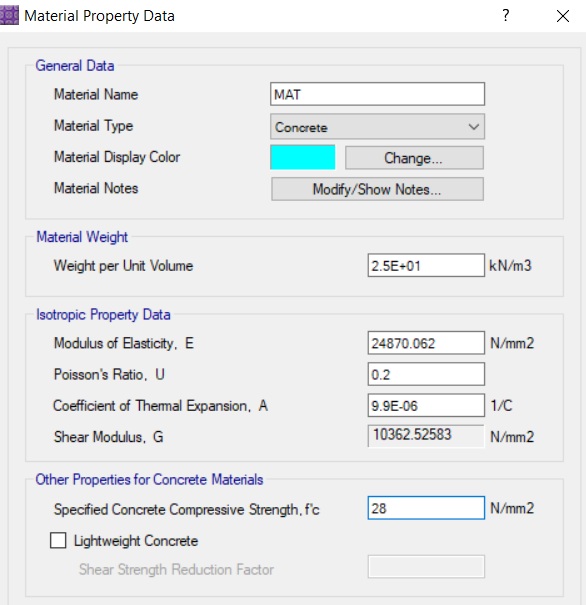 Material Property Data ?
General Data
Material Name MAT
Material Type Concrete
Material Display Color Change...
Material Notes Modify/Show Notes...
Material Weight
Weight per Unit Volume 2.5E+01 kN/m3
Isotropic Property Data
Modulus of Elasticity, E 24870.062 N/mm2
Poisson's Ratio, U 0.2
Coefficient of Thermal Expansion, A 9.9E-06 1/C
Shear Modulus, G 10362.52583 N/mm2
Other Properties for Concrete Materials
Specified Concrete Compressive Strength, f'c 28 N/mm2
Lightweight Concrete
Shear Strength Reduction Factor